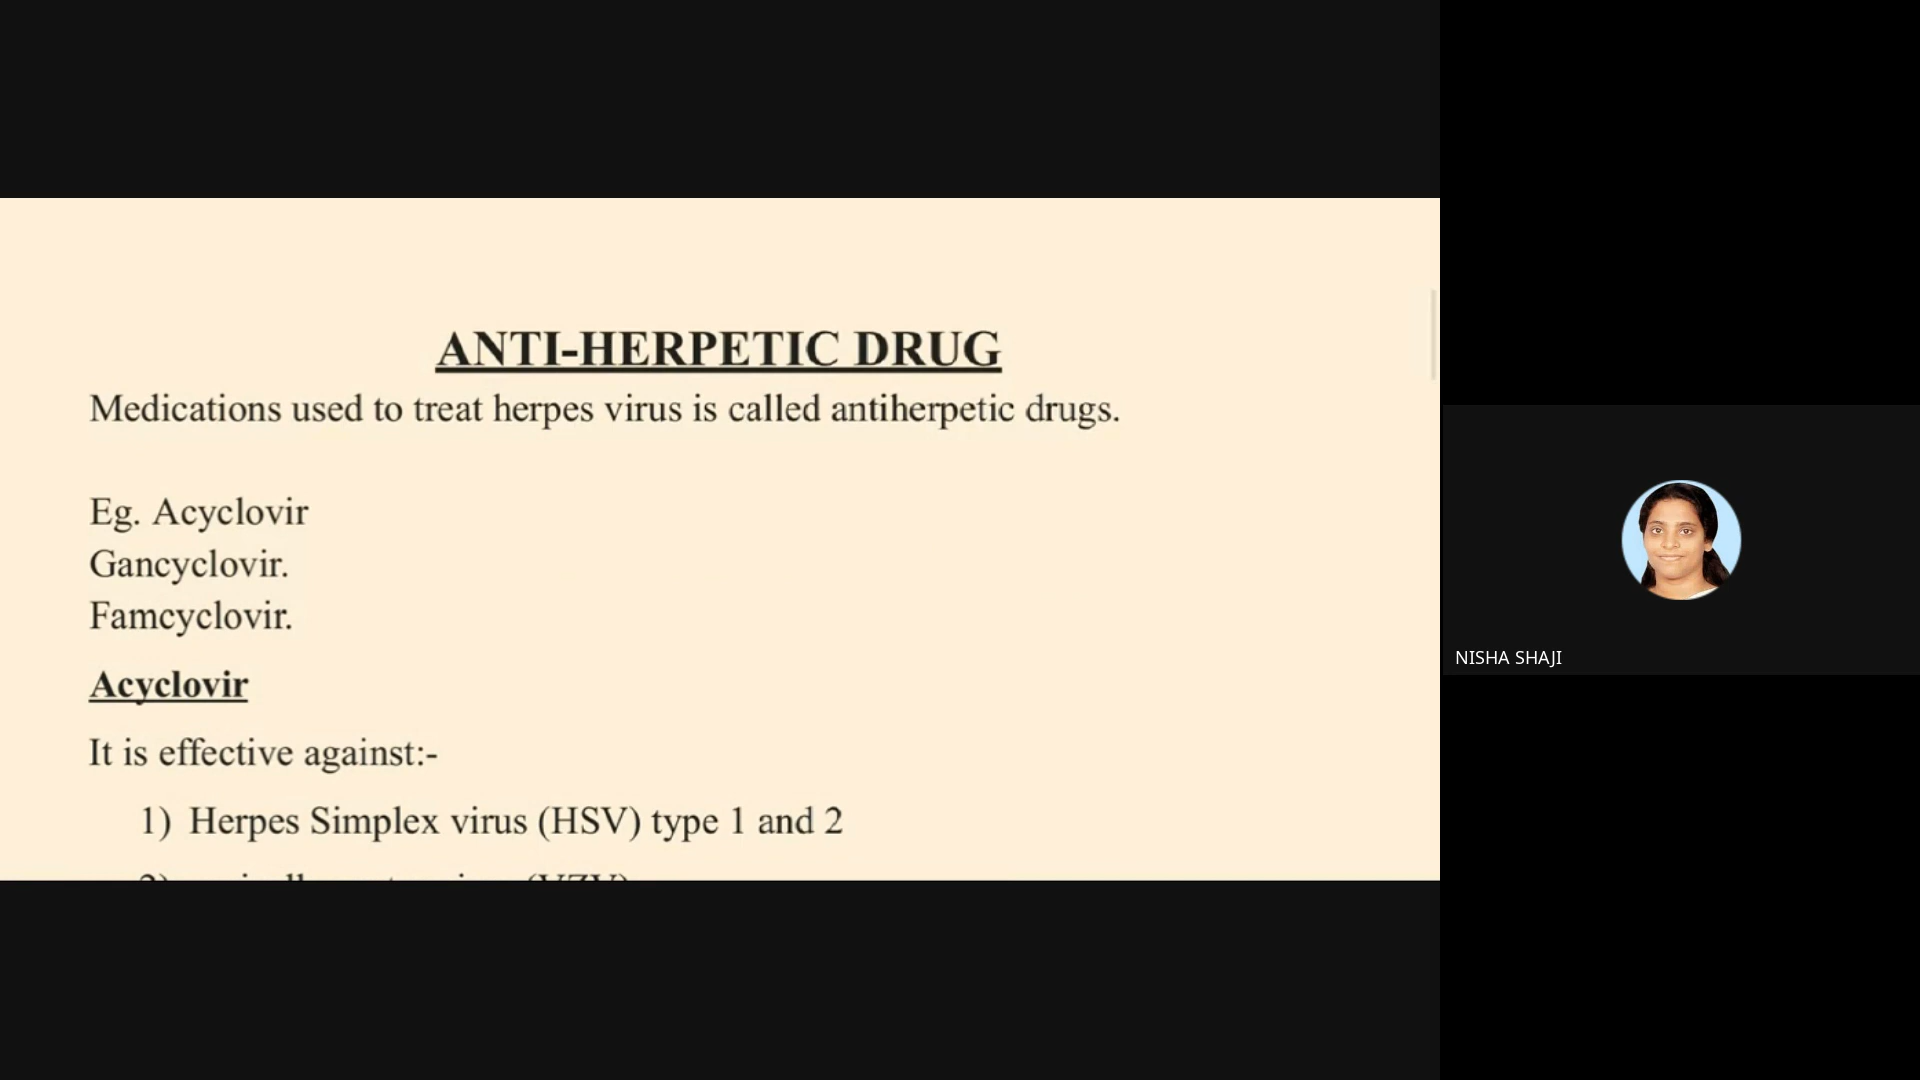 ANTI-HERPETIC DRUG
Medications used to treat herpes virus is called antiherpetic drugs.
Eg. Acyclovir
Gancyclovir.
Famcyclovir.
Acyclovir
It is effective against:-
1) Herpes Simplex virus (HSV) type 1 and 2
NISHA SHAJI